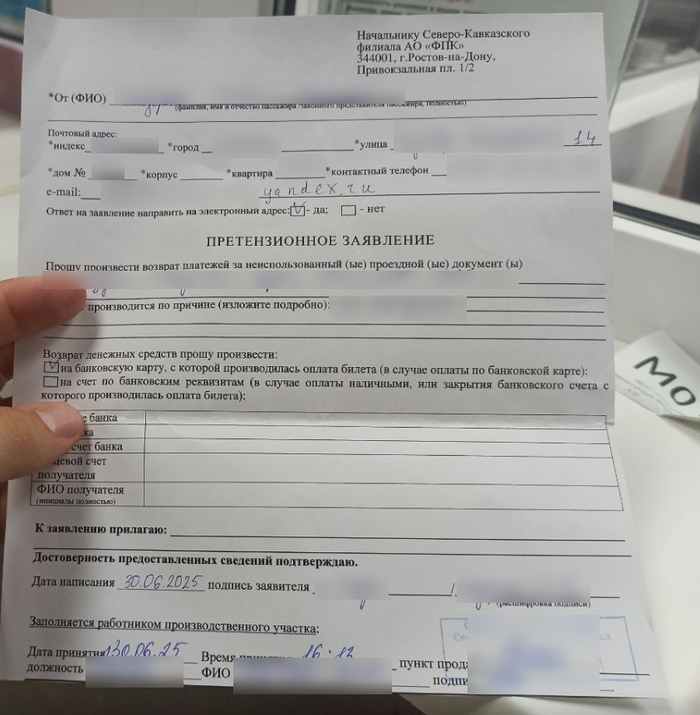 Начальнику Северо-Кавказского
филиала АО «ФПК»
344001, г.Ростов-на-Дону,
Привокзальная пл. 1/2
*От (ФИО)
(фамилия, имя и отчество пассажира /законного представителя пассажира, полностью)
Почтовый адрес:
*индекс *город *улица 14
*дом № *корпус *квартира *контактный телефон
e-mail: yandex.ru
Ответ на заявление направить на электронный адрес: - да; - нет
ПРЕТЕНЗИОННОЕ ЗАЯВЛЕНИЕ
Прошу произвести возврат платежей за неиспользованный (ые) проездной (ые) документ (ы)
производится по причине (изложите подробно):
Возврат денежных средств прошу произвести:
на банковскую карту, с которой производилась оплата билета (в случае оплаты по банковской карте):
на счет по банковским реквизитам (в случае оплаты наличными, или закрытия банковского счета с
которого производилась оплата билета):
банка
счет банка
счет
получателя
ФИО получателя
(инициалы полностью)
К заявлению прилагаю:
Достоверность предоставленных сведений подтверждаю.
Дата написания 30.06.2025 подпись заявителя /
(расшифровка подписи)
Заполняется работником производственного участка:
Дата принятия 30.06.25 Время 16:12 пункт
должность ФИО
МО